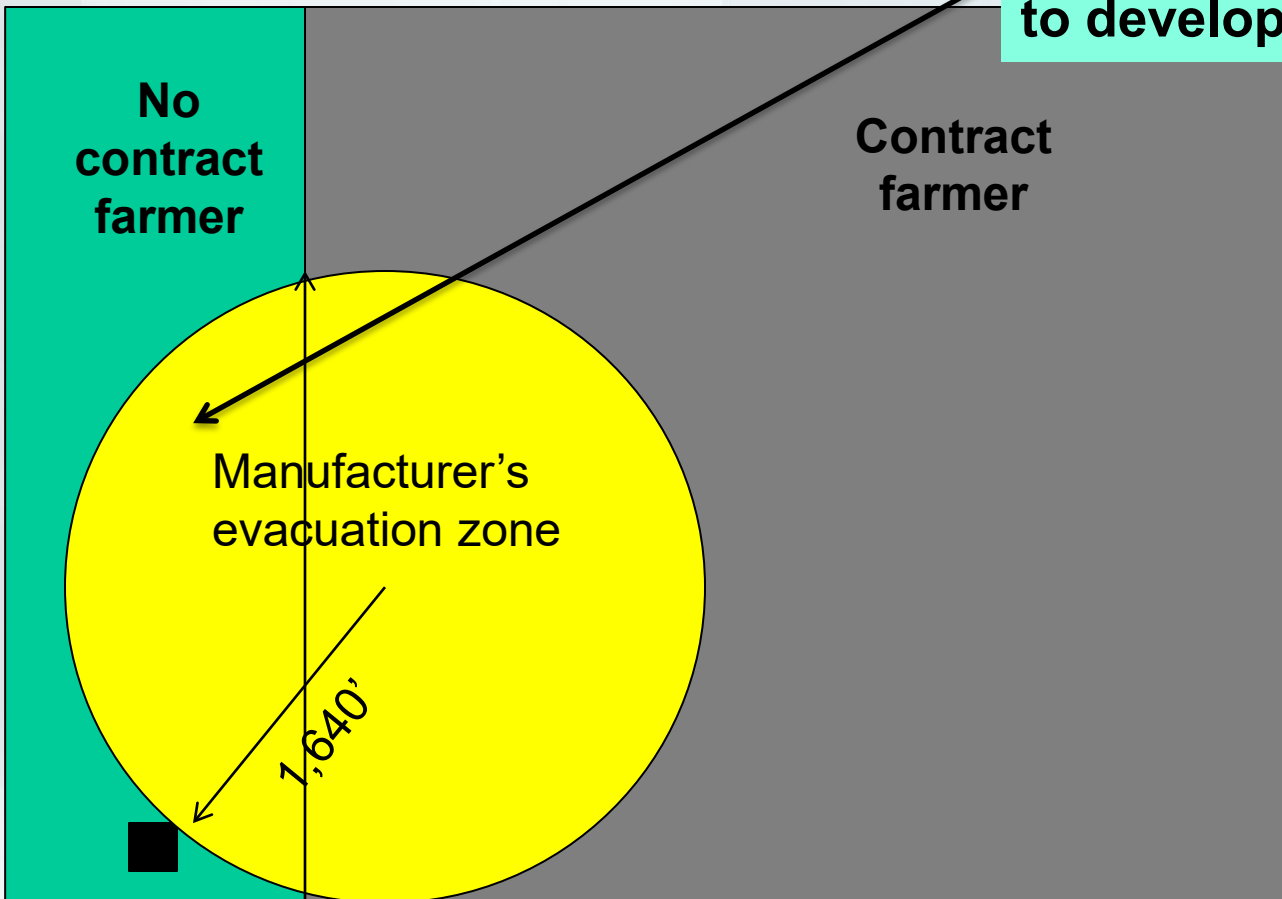 to develop
No
contract
farmer
Contract
farmer
Manufacturer’s
evacuation zone
1,640’